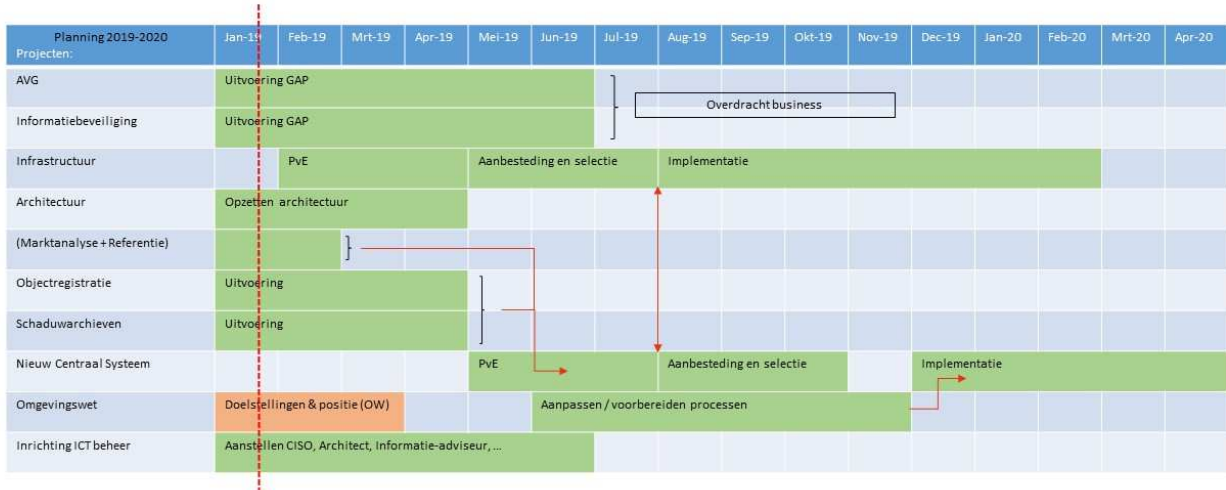 Planning 2019-2020
Projecten:
Jan-19 Feb-19 Mrt-19 Apr-19 Mei-19 Jun-19 Jul-19 Aug-19 Sep-19 Okt-19 Nov-19 Dec-19 Jan-20 Feb-20 Mrt-20 Apr-20
AVG Uitvoering GAP
Overdracht business
Informatiebeveiliging Uitvoering GAP
Infrastructuur PvE Aanbesteding en selectie Implementatie
Architectuur Opzetten architectuur
(Marktanalyse + Referentie)
Objectregistratie Uitvoering
Schaduwarchieven Uitvoering
Nieuw Centraal Systeem PvE Aanbesteding en selectie Implementatie
Omgevingswet Doelstellingen & positie (OW) Aanpassen / voorbereiden processen
Inrichting ICT beheer Aanstellen CISO, Architect, Informatie-adviseur, ...